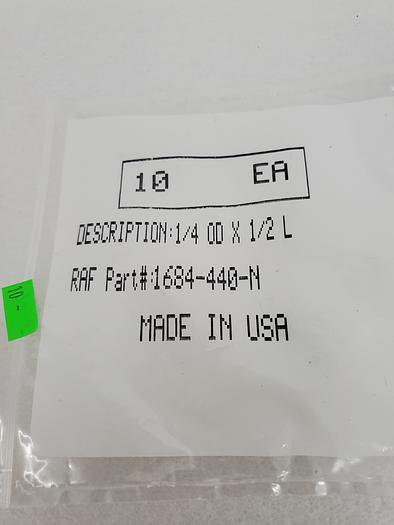 10 EA
DESCRIPTION:1/4 OD X 1/2 L
RAF Part#:1684-440-N
MADE IN USA
10-